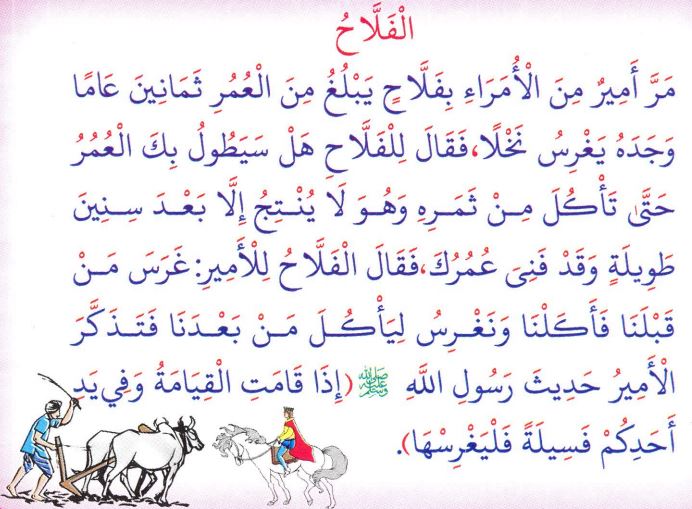 الْفَلَّاحُ
مَرَّ أَمِيرٌ مِنَ الْأُمَرَاءِ بِفَلَّاحٍ يَبْلُغُ مِنَ الْعُمُرِ ثَمَانِينَ عَامًا
وَجَدَهُ يَغْرِسُ نَخْلًا،فَقَالَ لِلْفَلَّاحِ هَلْ سَيَطُولُ بِكَ الْعُمُرُ
حَتَّى تَأْكُلَ مِنْ ثَمَرِهِ وَهُوَ لَا يُنْتِجُ إِلَّا بَعْدَ سِنِينَ
طَوِيلَةٍ وَقَدْ فَنِىَ عُمُرُكَ،فَقَالَ الْفَلَّاحُ لِلْأَمِيرِ:غَرَسَ مَنْ
قَبْلَنَا فَأَكَلْنَا وَنَغْرِسُ لِيَأْكُلَ مَنْ بَعْدَنَا فَتَذَكَّرَ
الْأَمِيرُ حَدِيثَ رَسُولِ اللَّهِ ﷺ (إِذَا قَامَتِ الْقِيَامَةُ وَفِي يَدِ
أَحَدِكُمْ فَسِيلَةً فَلْيَغْرِسْهَا).